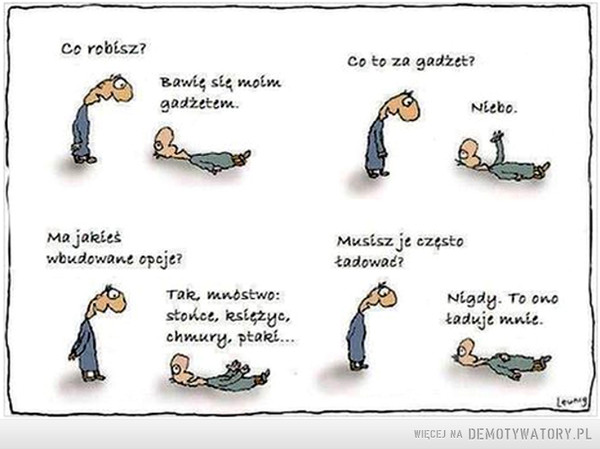 Co robisz?
Bawię się moim
gadżetem.
Co to za gadżet?
Niebo.
Ma jakieś
wbudowane opcje?
Tak, mnóstwo:
słońce, księżyc,
chmury, ptaki...
Musisz je często
ładować?
Nigdy. To ono
ładuje mnie.
Leunig
WIĘCEJ NA DEMOTYWATORY.PL